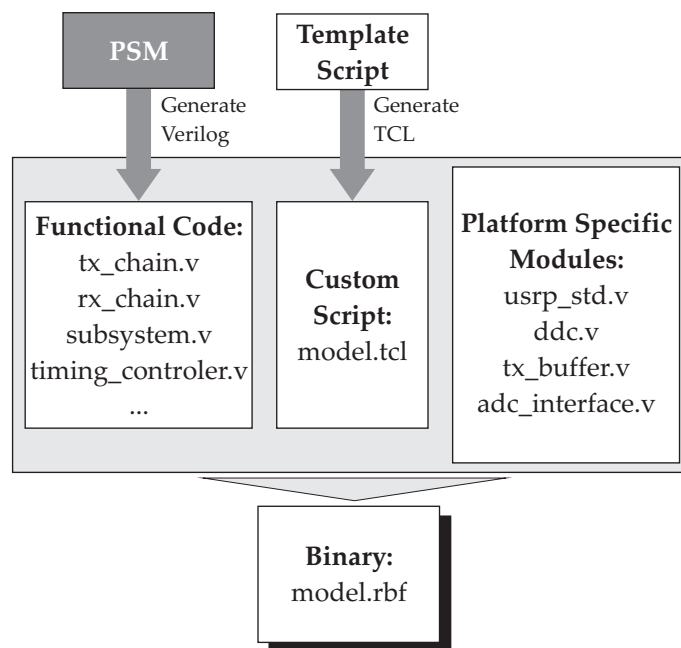 PSM
Template
Script
Generate
Verilog
Generate
TCL
Functional Code:
tx_chain.v
rx_chain.v
subsystem.v
timing_controler.v
...
Custom
Script:
model.tcl
Platform Specific
Modules:
usrp_std.v
ddc.v
tx_buffer.v
adc_interface.v
Binary:
model.rbf